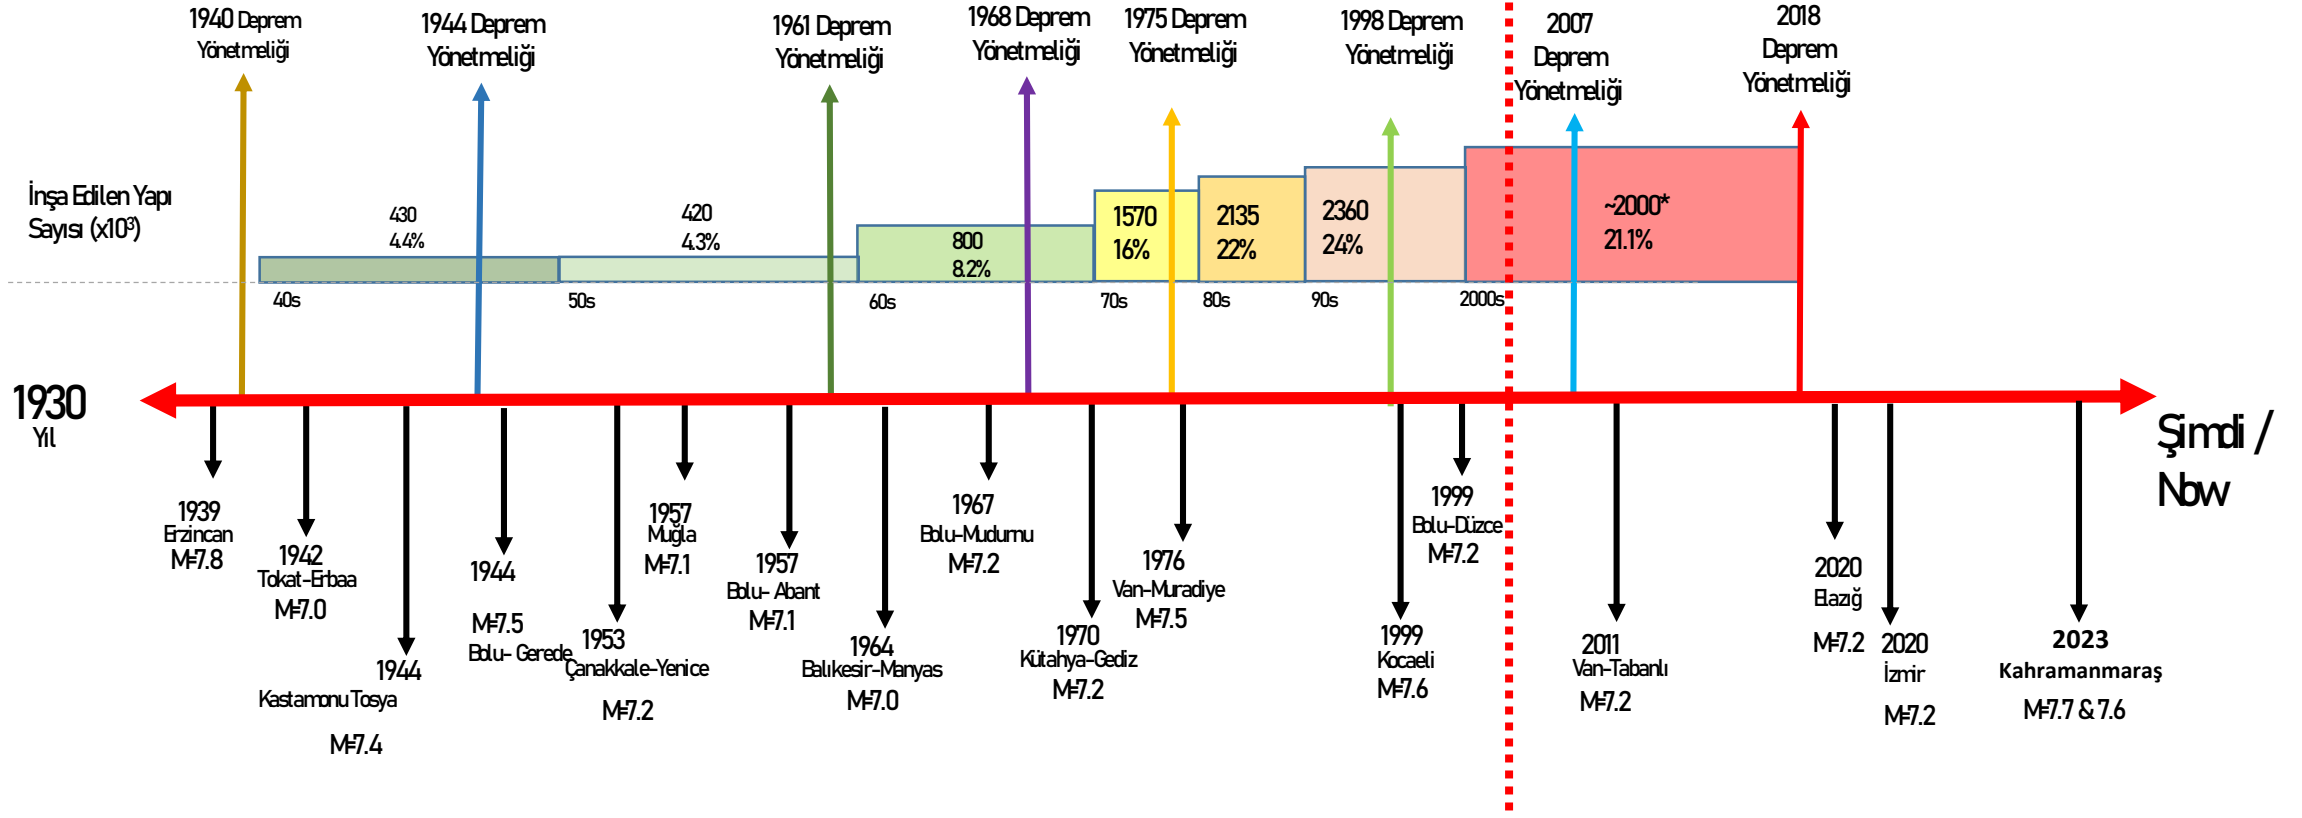 1940 Deprem
Yönetmeliği
1944 Deprem
Yönetmeliği
1961 Deprem
Yönetmeliği
1968 Deprem
Yönetmeliği
1975 Deprem
Yönetmeliği
1998 Deprem
Yönetmeliği
2007
Deprem
Yönetmeliği
2018
Deprem
Yönetmeliği
İnşa Edilen Yapı
Sayısı (x10³)
430
4.4%
420
4.3%
800
8.2%
1570
16%
2135
22%
2360
24%
~2000*
21.1%
40s
50s
60s
70s
80s
90s
2000s
1930
Yıl
Şimdi /
Now
1939
Erzincan
M=7.8
1942
Tokat-Erbaa
M=7.0
1944
Kastamonu Tosya
M=7.4
1944
M=7.5
Bolu- Gerede
1953
Çanakkale-Yenice
M=7.2
1957
Muğla
M=7.1
1957
Bolu- Abant
M=7.1
1964
Balıkesir-Manyas
M=7.0
1967
Bolu-Mudurnu
M=7.2
1970
Kütahya-Gediz
M=7.2
1976
Van-Muradiye
M=7.5
1999
Kocaeli
M=7.6
1999
Bolu-Düzce
M=7.2
2011
Van-Tabanlı
M=7.2
2020
Elazığ
M=7.2
2020
İzmir
M=7.2
2023
Kahramanmaraş
M=7.7 & 7.6